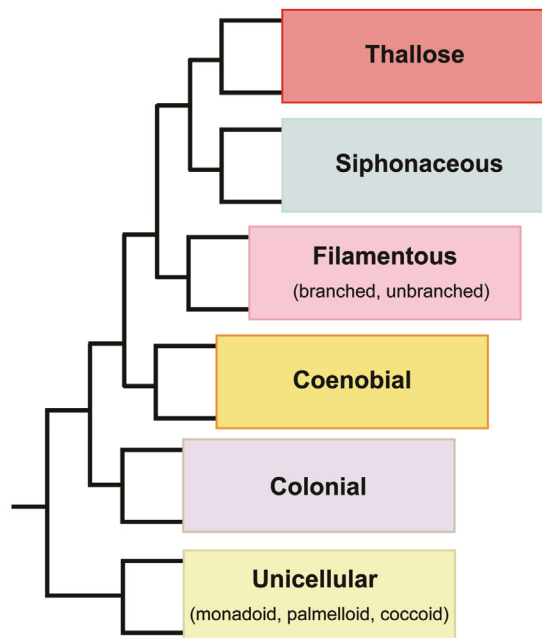 Thallose
Siphonaceous
Filamentous
(branched, unbranched)
Coenobial
Colonial
Unicellular
(monadoid, palmelloid, coccoid)